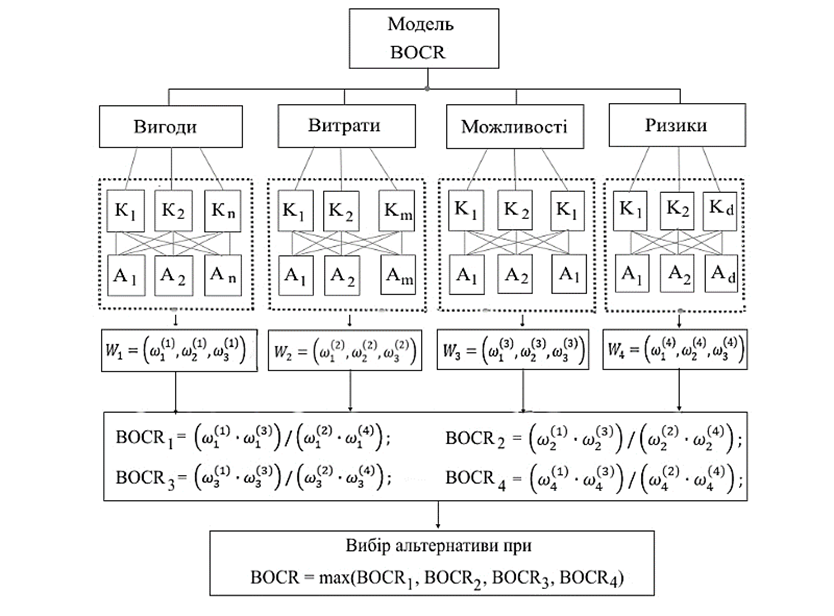 Модель
BOCR
Вигоди Витрати Можливості Ризики
K₁ K₂ Kₙ K₁ K₂ Kₘ K₁ K₂ K₁ K₁ K₂ K_d
A₁ A₂ Aₙ A₁ A₂ Aₘ A₁ A₂ A₁ A₁ A₂ A_d
W₁ = (ω₁⁽¹⁾, ω₂⁽¹⁾, ω₃⁽¹⁾) W₂ = (ω₁⁽²⁾, ω₂⁽²⁾, ω₃⁽²⁾) W₃ = (ω₁⁽³⁾, ω₂⁽³⁾, ω₃⁽³⁾) W₄ = (ω₁⁽⁴⁾, ω₂⁽⁴⁾, ω₃⁽⁴⁾)
BOCR₁ = (ω₁⁽¹⁾ · ω₁⁽³⁾) / (ω₁⁽²⁾ · ω₁⁽⁴⁾); BOCR₂ = (ω₂⁽¹⁾ · ω₂⁽³⁾) / (ω₂⁽²⁾ · ω₂⁽⁴⁾);
BOCR₃ = (ω₃⁽¹⁾ · ω₃⁽³⁾) / (ω₃⁽²⁾ · ω₃⁽⁴⁾); BOCR₄ = (ω₄⁽¹⁾ · ω₄⁽³⁾) / (ω₄⁽²⁾ · ω₄⁽⁴⁾);
Вибір альтернативи при
BOCR = max(BOCR₁, BOCR₂, BOCR₃, BOCR₄)